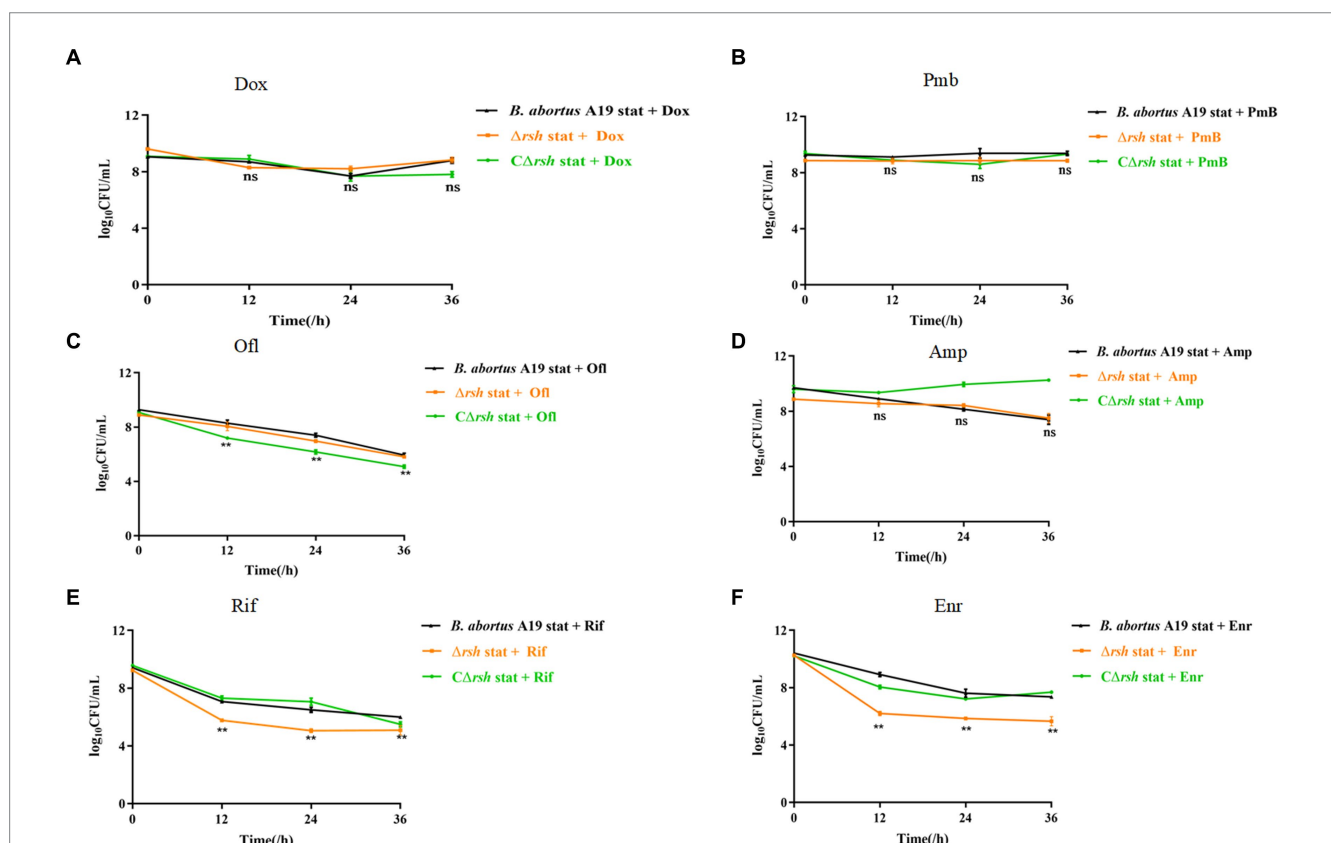 A
Dox
12
8
4
0
log10CFU/mL
ns
ns
ns
0
12
24
36
Time(/h)
B. abortus A19 stat + Dox
Δrsh stat + Dox
CΔrsh stat + Dox
B
Pmb
12
8
4
0
log10CFU/mL
ns
ns
ns
0
12
24
36
Time(/h)
B. abortus A19 stat + PmB
Δrsh stat + PmB
CΔrsh stat + PmB
C
Ofl
12
8
4
0
log10CFU/mL
**
**
**
0
12
24
36
Time(/h)
B. abortus A19 stat + Ofl
Δrsh stat + Ofl
CΔrsh stat + Ofl
D
Amp
12
8
4
0
log10CFU/mL
ns
ns
ns
0
12
24
36
Time(/h)
B. abortus A19 stat + Amp
Δrsh stat + Amp
CΔrsh stat + Amp
E
Rif
12
8
4
0
log10CFU/mL
**
**
**
0
12
24
36
Time(/h)
B. abortus A19 stat + Rif
Δrsh stat + Rif
CΔrsh stat + Rif
F
Enr
12
8
4
0
log10CFU/mL
**
**
**
0
12
24
36
Time(/h)
B. abortus A19 stat + Enr
Δrsh stat + Enr
CΔrsh stat + Enr